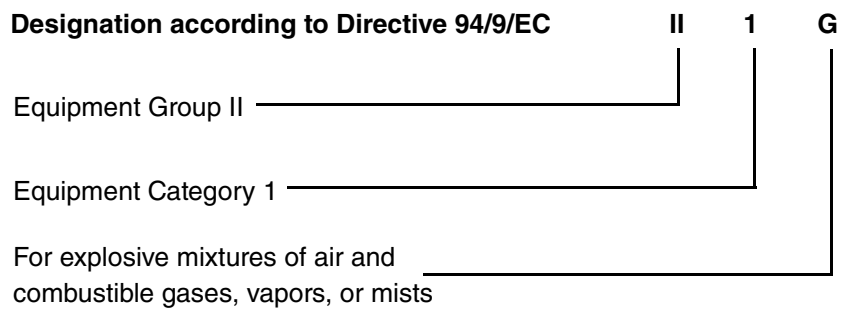 Designation according to Directive 94/9/EC II 1 G
Equipment Group II
Equipment Category 1
For explosive mixtures of air and
combustible gases, vapors, or mists